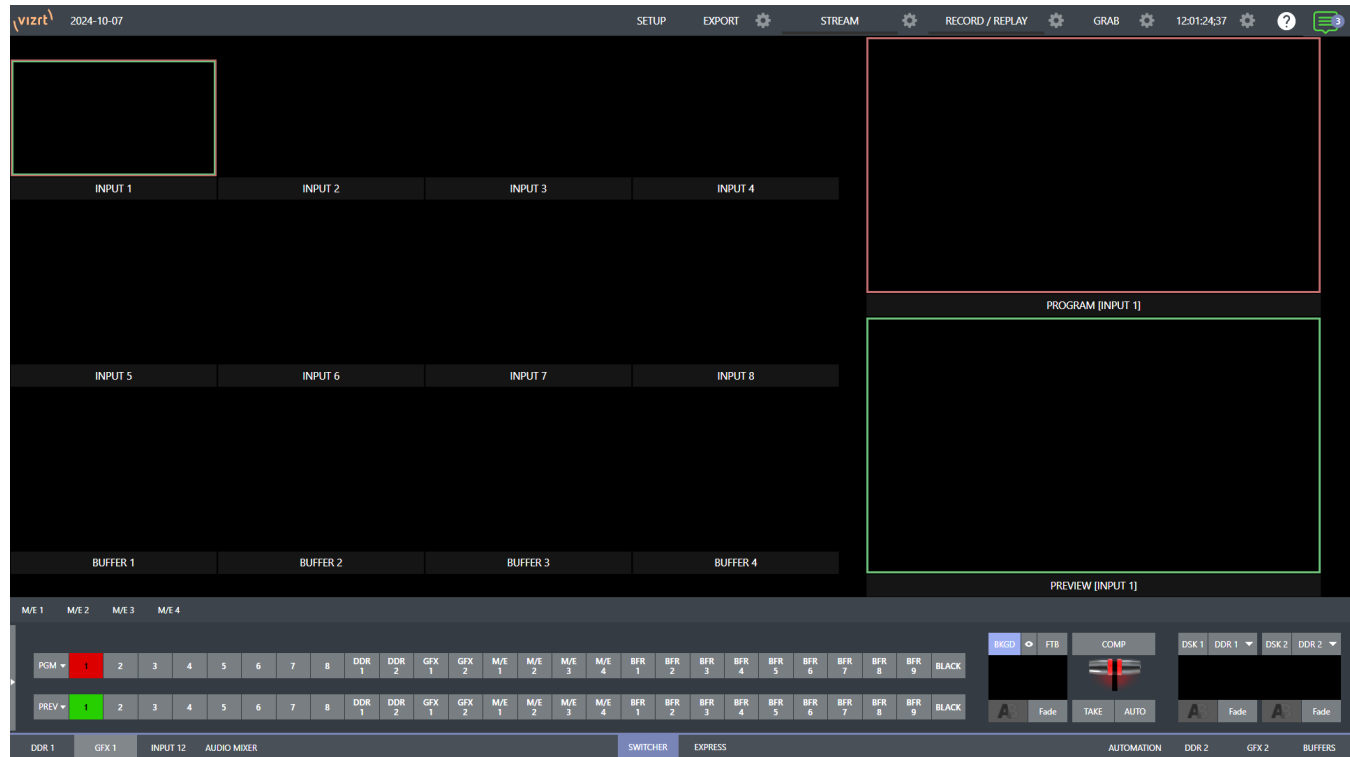 vizrt 2024-10-07 SETUP EXPORT STREAM RECORD / REPLAY GRAB 12:01:24;37 ? 3
INPUT 1 INPUT 2 INPUT 3 INPUT 4
PROGRAM [INPUT 1]
INPUT 5 INPUT 6 INPUT 7 INPUT 8
BUFFER 1 BUFFER 2 BUFFER 3 BUFFER 4
PREVIEW [INPUT 1]
M/E 1 M/E 2 M/E 3 M/E 4
BKGD FTB COMP DSK 1 DDR 1 DSK 2 DDR 2
PGM 1 2 3 4 5 6 7 8 DDR 1 DDR 2 GFX 1 GFX 2 M/E 1 M/E 2 M/E 3 M/E 4 BFR 1 BFR 2 BFR 3 BFR 4 BFR 5 BFR 6 BFR 7 BFR 8 BFR 9 BLACK
PREV 1 2 3 4 5 6 7 8 DDR 1 DDR 2 GFX 1 GFX 2 M/E 1 M/E 2 M/E 3 M/E 4 BFR 1 BFR 2 BFR 3 BFR 4 BFR 5 BFR 6 BFR 7 BFR 8 BFR 9 BLACK
Fade TAKE AUTO Fade Fade
DDR 1 GFX 1 INPUT 12 AUDIO MIXER SWITCHER EXPRESS AUTOMATION DDR 2 GFX 2 BUFFERS